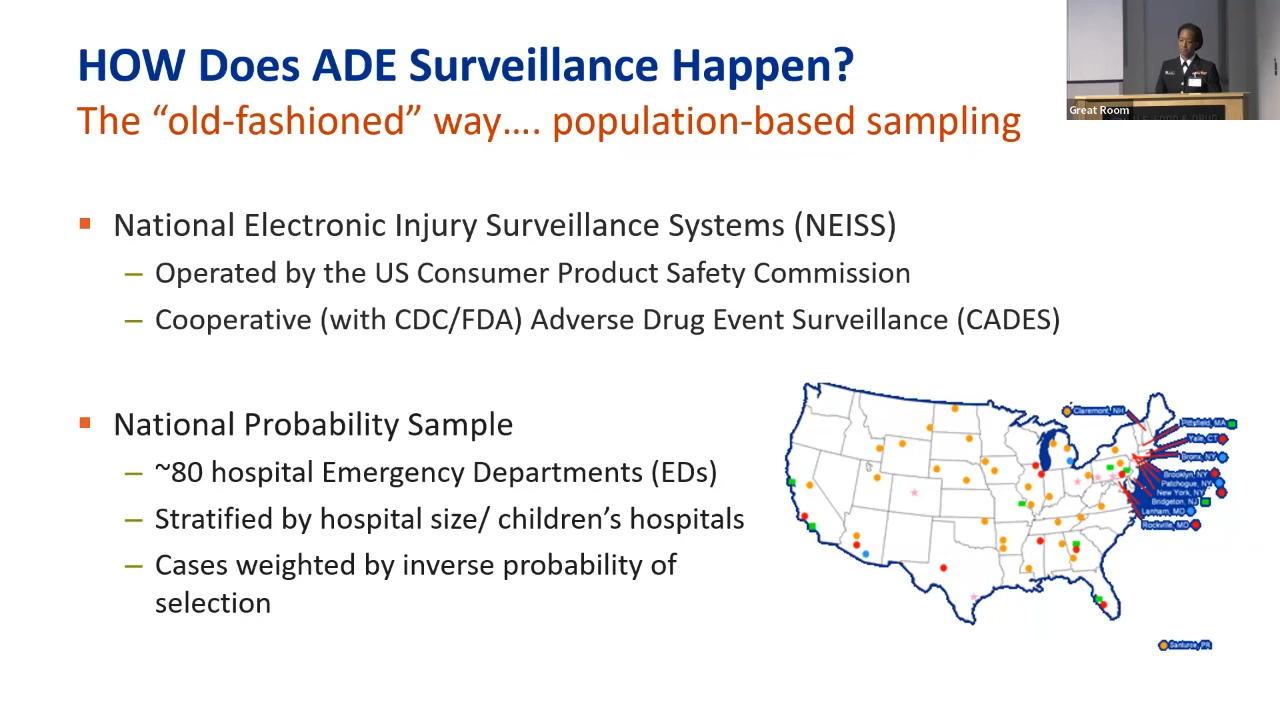 HOW Does ADE Surveillance Happen?
The “old-fashioned” way…. population-based sampling
Great Room
National Electronic Injury Surveillance Systems (NEISS)
– Operated by the US Consumer Product Safety Commission
– Cooperative (with CDC/FDA) Adverse Drug Event Surveillance (CADES)
National Probability Sample
– ~80 hospital Emergency Departments (EDs)
– Stratified by hospital size/ children’s hospitals
– Cases weighted by inverse probability of
selection
Claremont, NH
Pittsfield, MA
Yale, CT
Bronx, NY
Brooklyn, NY
Patchogue, NY
New York, NY
Bridgeton, NJ
Lanham, MD
Rockville, MD
Santurce, PR